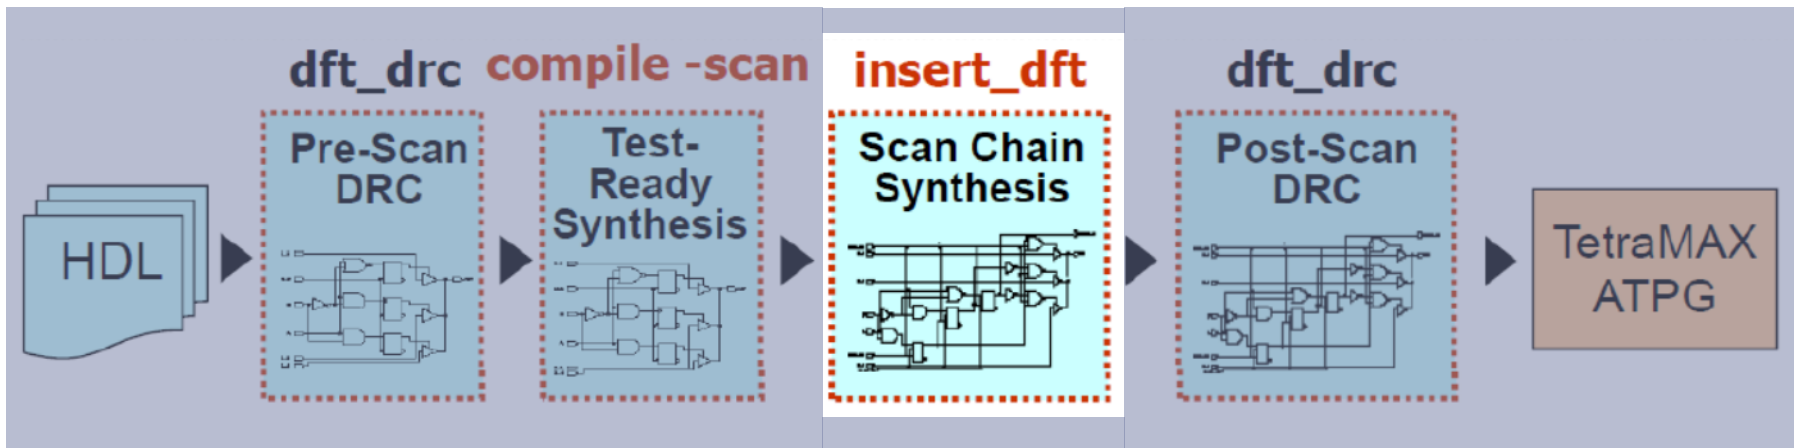 dft_drc
compile -scan
insert_dft
dft_drc
HDL
Pre-Scan
DRC
Test-
Ready
Synthesis
Scan Chain
Synthesis
Post-Scan
DRC
TetraMAX
ATPG